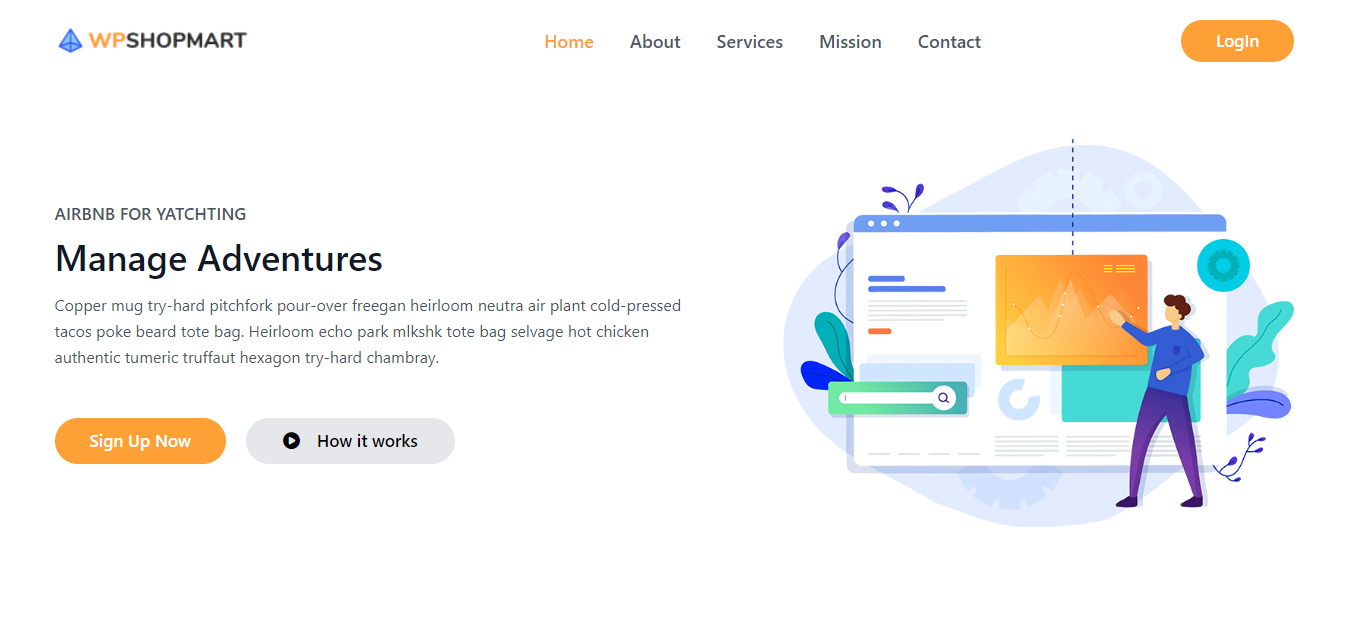 WPSHOPMART
Home About Services Mission Contact
LogIn
AIRBNB FOR YATCHTING
Manage Adventures
Copper mug try-hard pitchfork pour-over freegan heirloom neutra air plant cold-pressed
tacos poke beard tote bag. Heirloom echo park mlkshk tote bag selvage hot chicken
authentic tumeric truffaut hexagon try-hard chambray.
Sign Up Now
How it works